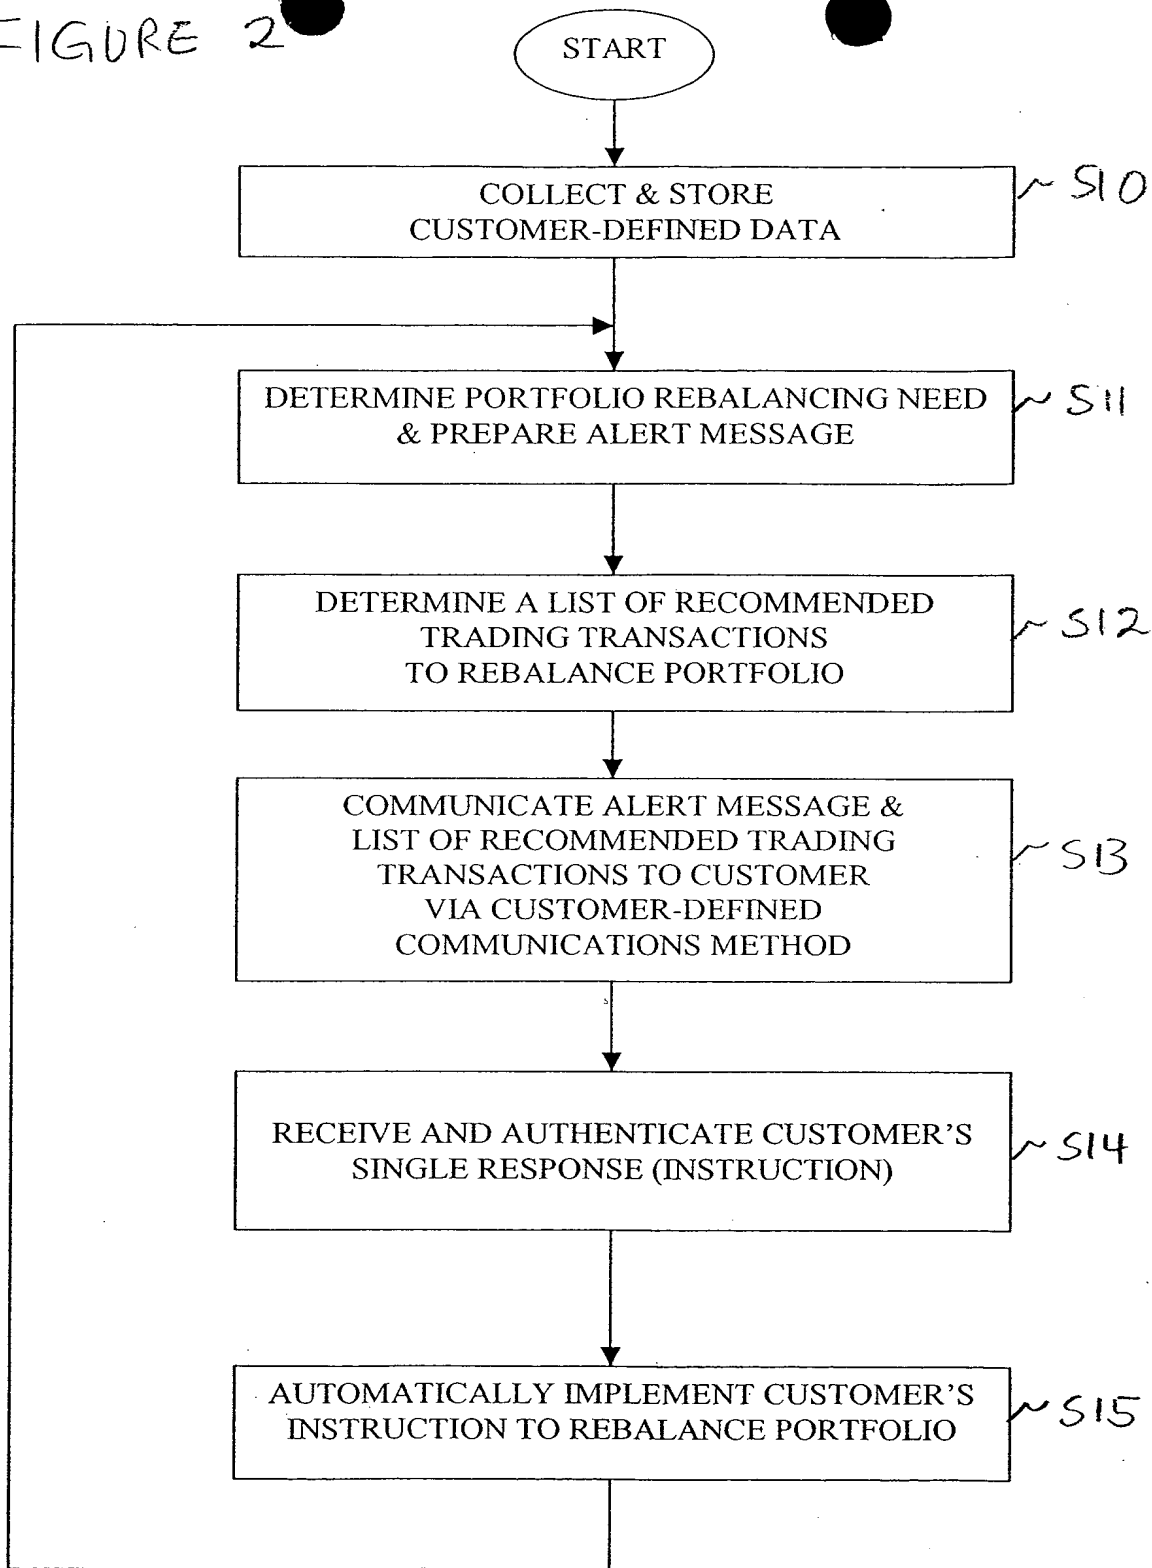 FIGURE 2
START
COLLECT & STORE
CUSTOMER-DEFINED DATA
S10
DETERMINE PORTFOLIO REBALANCING NEED
& PREPARE ALERT MESSAGE
S11
DETERMINE A LIST OF RECOMMENDED
TRADING TRANSACTIONS
TO REBALANCE PORTFOLIO
S12
COMMUNICATE ALERT MESSAGE &
LIST OF RECOMMENDED TRADING
TRANSACTIONS TO CUSTOMER
VIA CUSTOMER-DEFINED
COMMUNICATIONS METHOD
S13
RECEIVE AND AUTHENTICATE CUSTOMER'S
SINGLE RESPONSE (INSTRUCTION)
S14
AUTOMATICALLY IMPLEMENT CUSTOMER'S
INSTRUCTION TO REBALANCE PORTFOLIO
S15